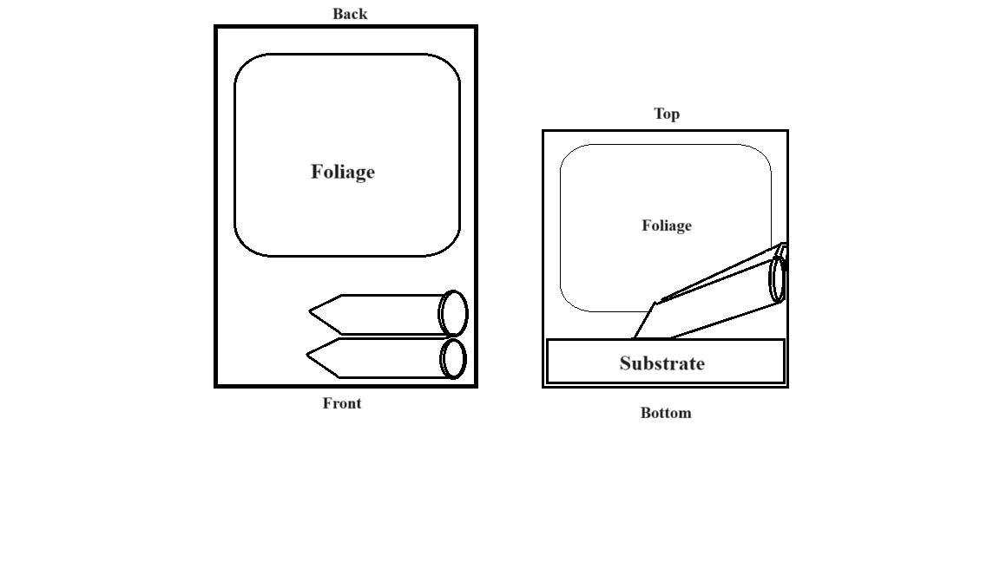 Back
Foliage
Front
Top
Foliage
Substrate
Bottom